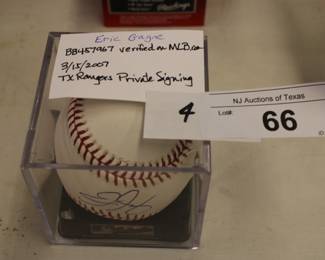 Rawlings
Eric Gagne
BB457967 verified on MLB.com
3/15/2007
TX Rangers Private Signing
4
NJ Auctions of Texas
Lot#:
66